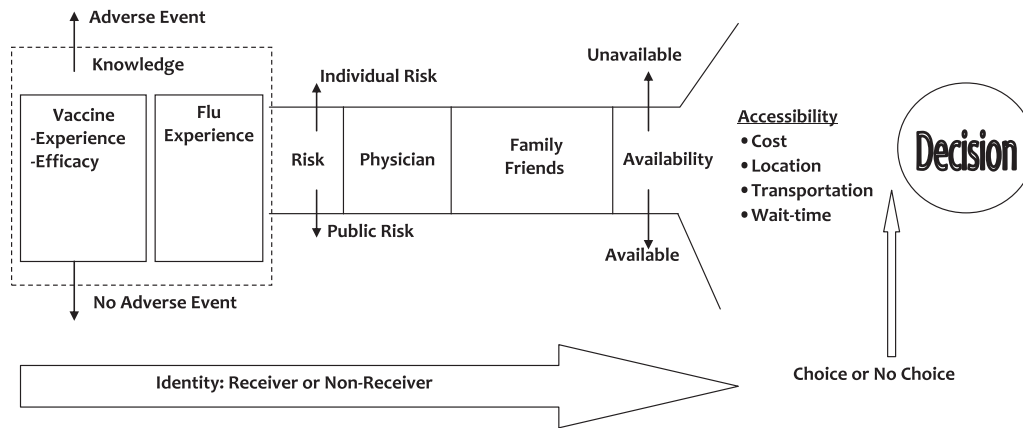 Adverse Event
Knowledge
Vaccine
-Experience
-Efficacy
Flu
Experience
No Adverse Event
Individual Risk
Risk
Public Risk
Physician
Family
Friends
Unavailable
Availability
Available
Accessibility
• Cost
• Location
• Transportation
• Wait-time
Decision
Identity: Receiver or Non-Receiver
Choice or No Choice